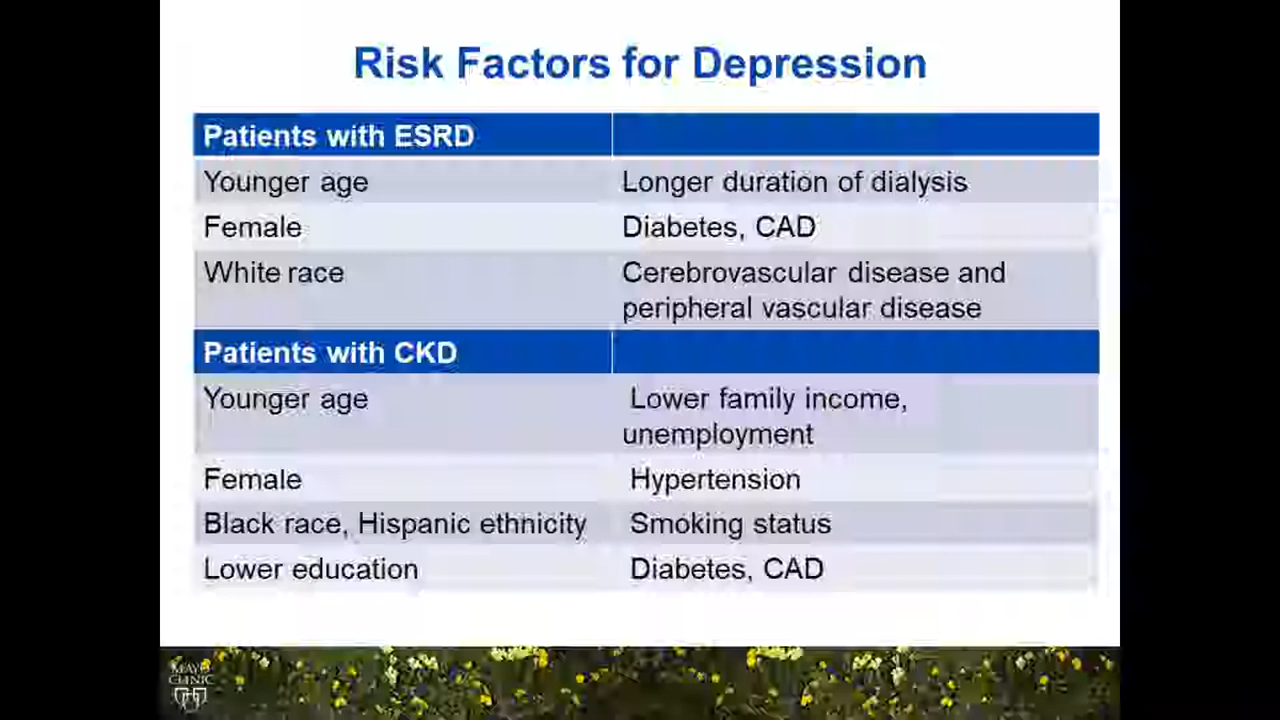 Risk Factors for Depression
Patients with ESRD
Younger age Longer duration of dialysis
Female Diabetes, CAD
White race Cerebrovascular disease and
peripheral vascular disease
Patients with CKD
Younger age Lower family income,
unemployment
Female Hypertension
Black race, Hispanic ethnicity Smoking status
Lower education Diabetes, CAD
MAYO
CLINIC